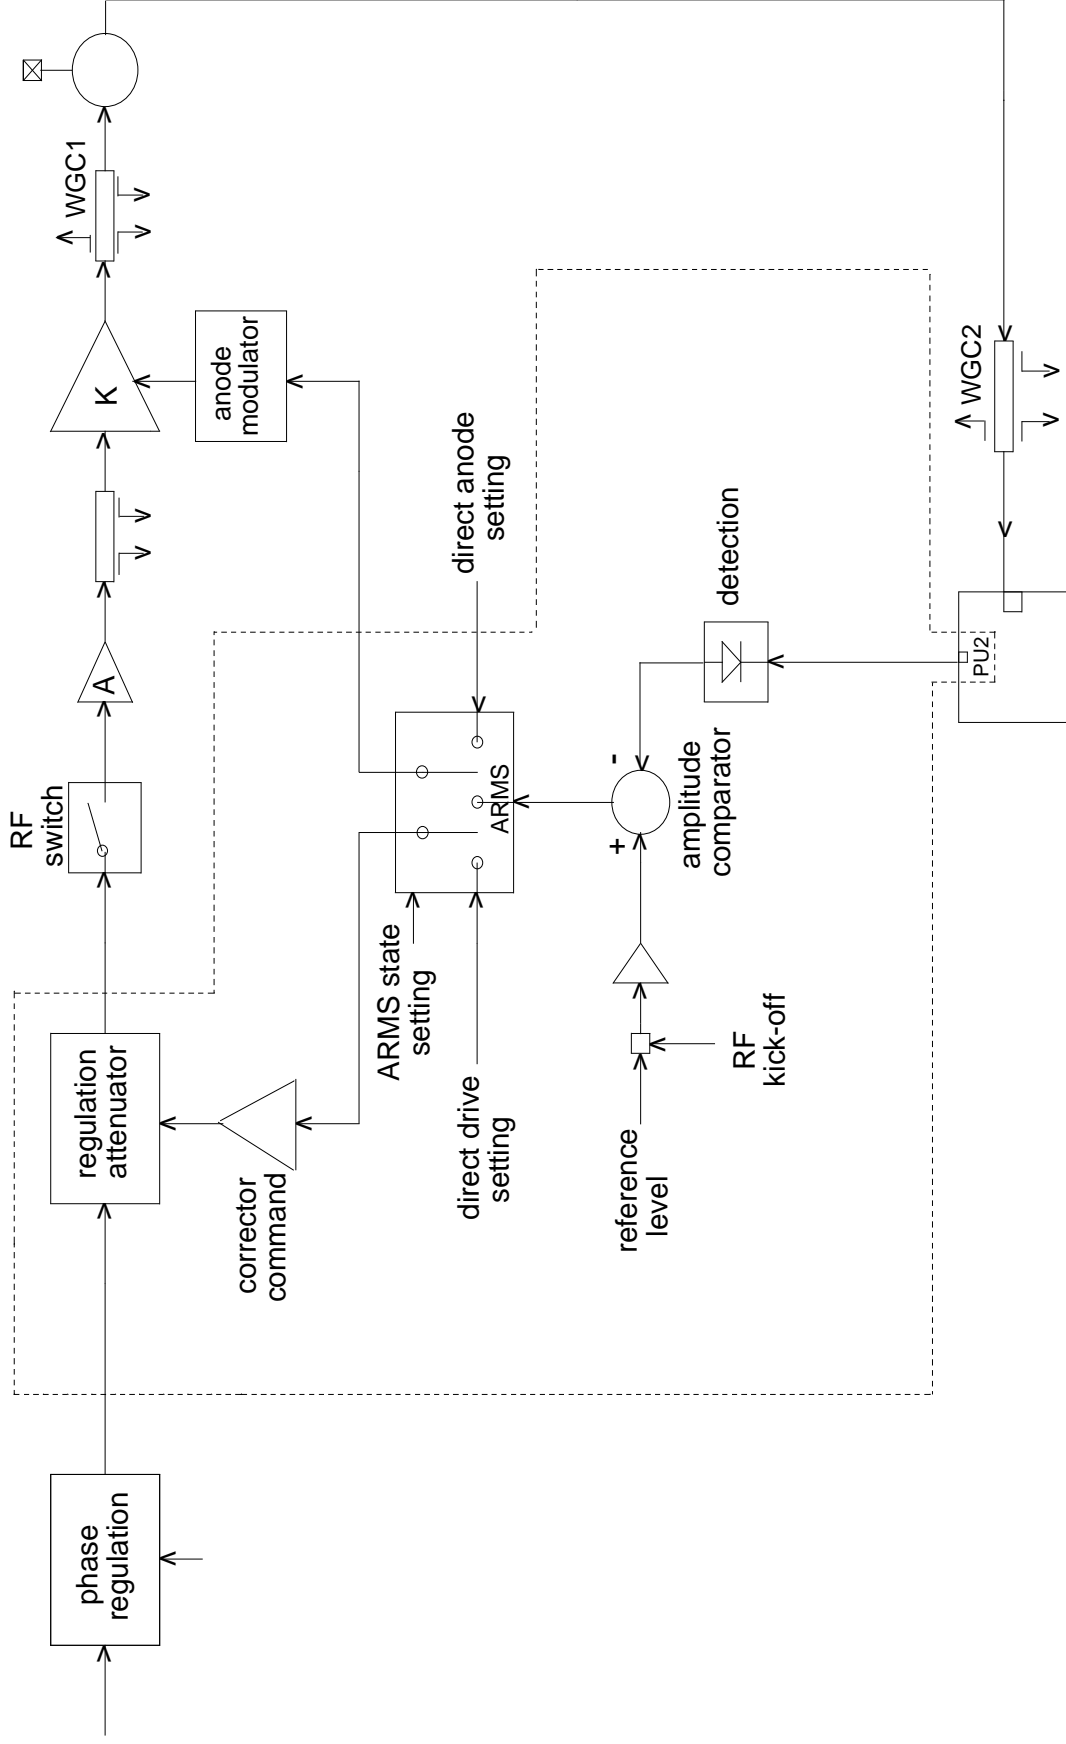 phase
regulation
regulation
attenuator
RF
switch
A
K
WGC1
corrector
command
anode
modulator
ARMS state
setting
ARMS
direct drive
setting
direct anode
setting
reference
level
RF
kick-off
+
-
amplitude
comparator
detection
PU2
WGC2